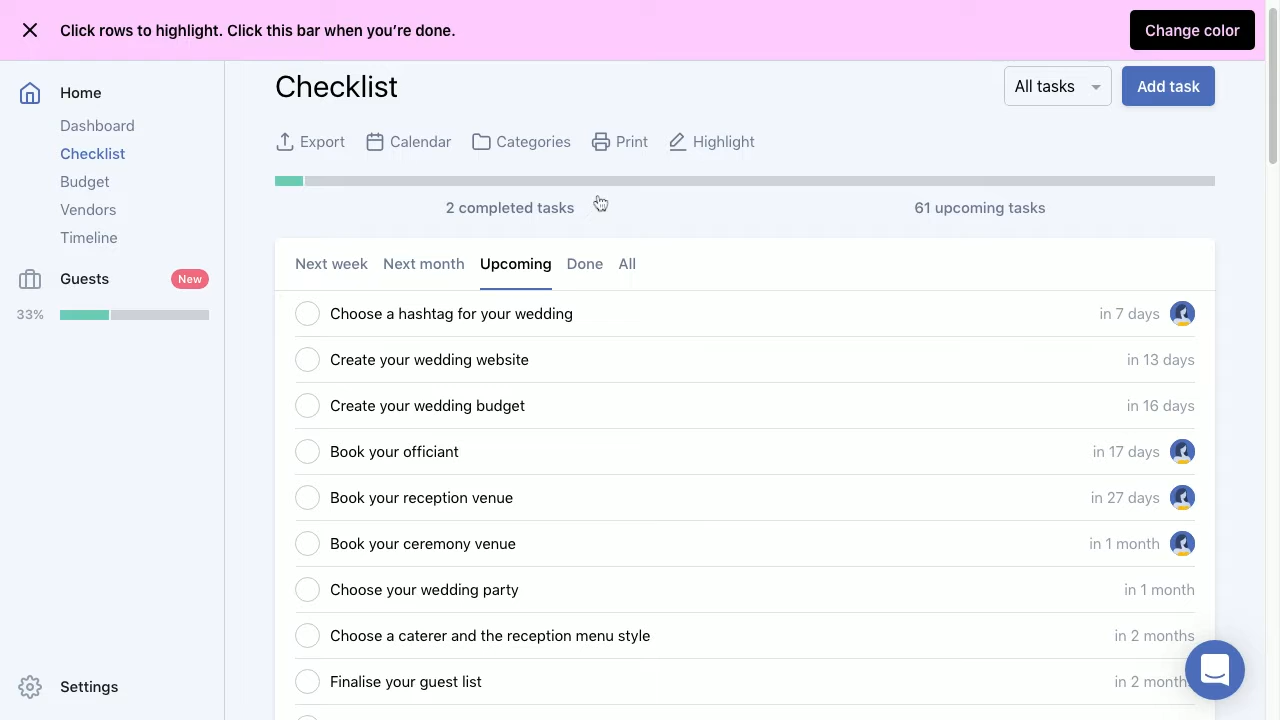 Click rows to highlight. Click this bar when you're done.
Change color
Home
Dashboard
Checklist
Budget
Vendors
Timeline
Guests
New
33%
Settings
Checklist
All tasks
Add task
Export
Calendar
Categories
Print
Highlight
2 completed tasks
61 upcoming tasks
Next week
Next month
Upcoming
Done
All
Choose a hashtag for your wedding
in 7 days
Create your wedding website
in 13 days
Create your wedding budget
in 16 days
Book your officiant
in 17 days
Book your reception venue
in 27 days
Book your ceremony venue
in 1 month
Choose your wedding party
in 1 month
Choose a caterer and the reception menu style
in 2 months
Finalise your guest list
in 2 month